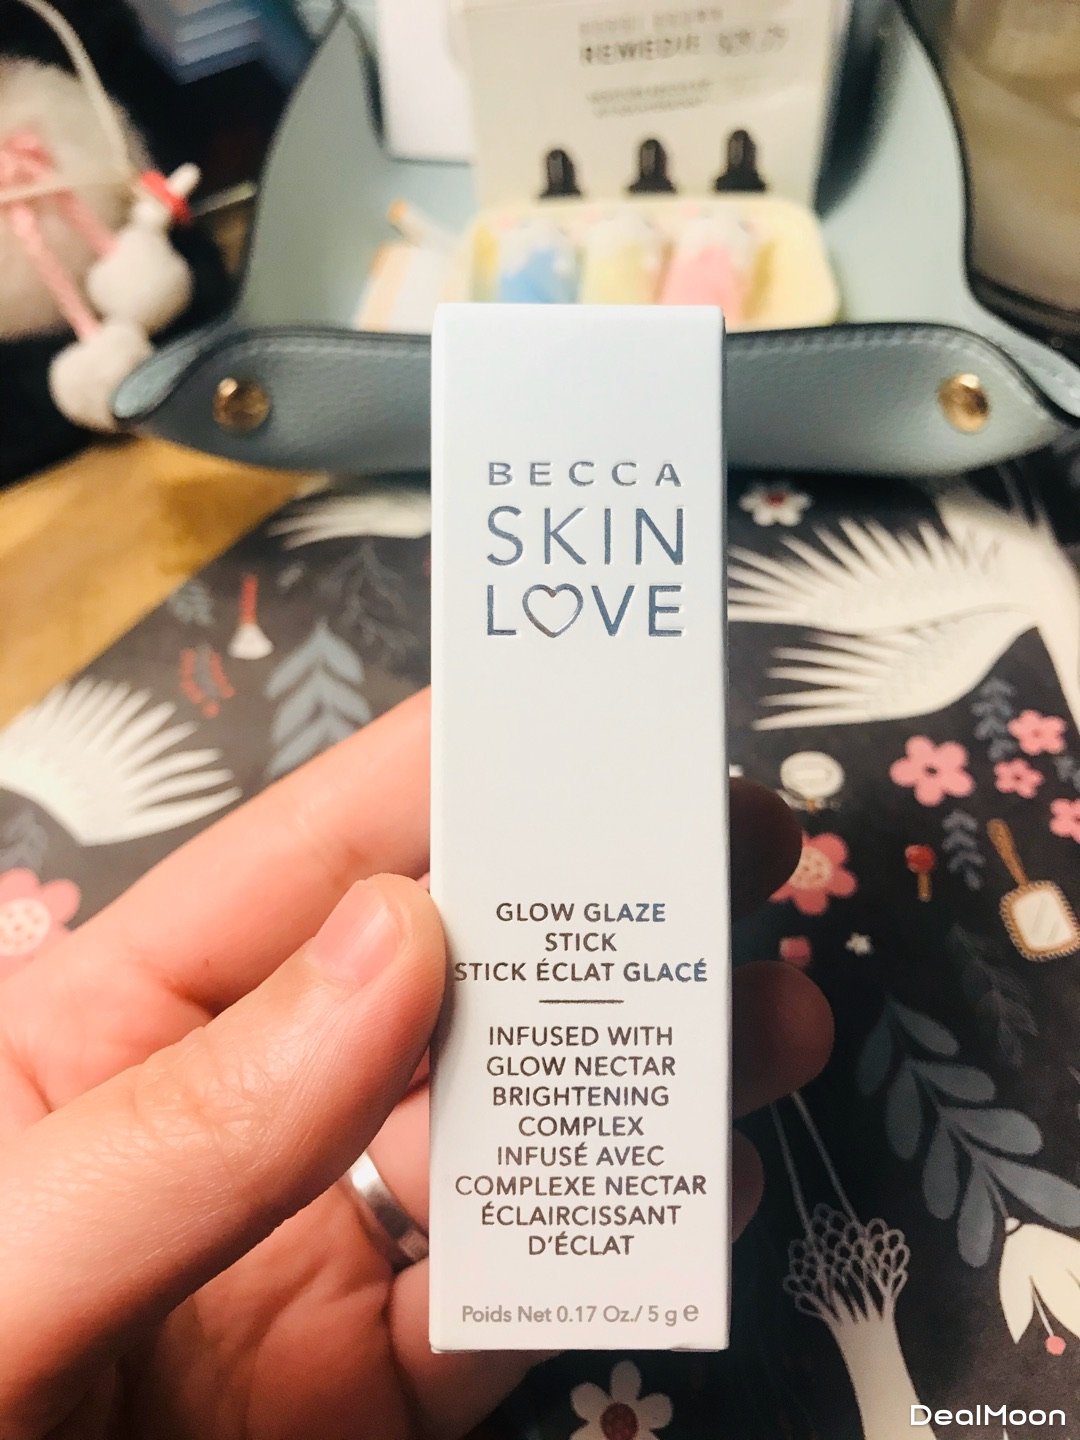 REMEDIE
BECCA
SKIN
LOVE
GLOW GLAZE
STICK
STICK ÉCLAT GLACÉ
INFUSED WITH
GLOW NECTAR
BRIGHTENING
COMPLEX
INFUSÉ AVEC
COMPLEXE NECTAR
ÉCLAIRCISSANT
D'ÉCLAT
Poids Net 0.17 Oz./ 5 g e
DealMoon